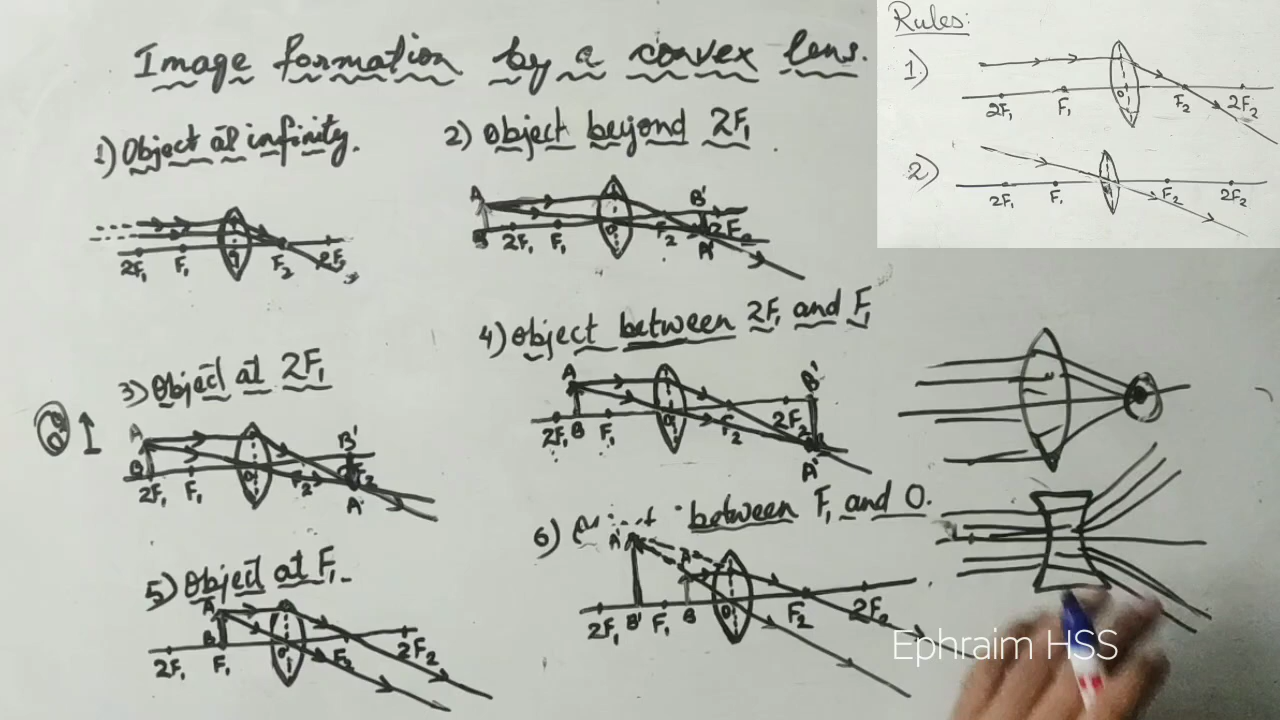 Image formation by a convex lens.
1) Object at infinity.
2F₁ F₁ O F₂ 2F₂
2) Object beyond 2F₁
A B 2F₁ F₁ O F₂ B' 2F₂ A'
3) Object at 2F₁
A B 2F₁ F₁ O F₂ B' 2F₂ A'
4) Object between 2F₁ and F₁
A 2F₁ B F₁ O F₂ 2F₂ B' A'
5) Object at F₁
A B 2F₁ F₁ O F₂ 2F₂
6) between F₁ and O.
A' A 2F₁ B' F₁ B O F₂ 2F₂
Rules:
1.)
2F₁ F₁ O F₂ 2F₂
2)
2F₁ F₁ F₂ 2F₂
Ephraim HSS